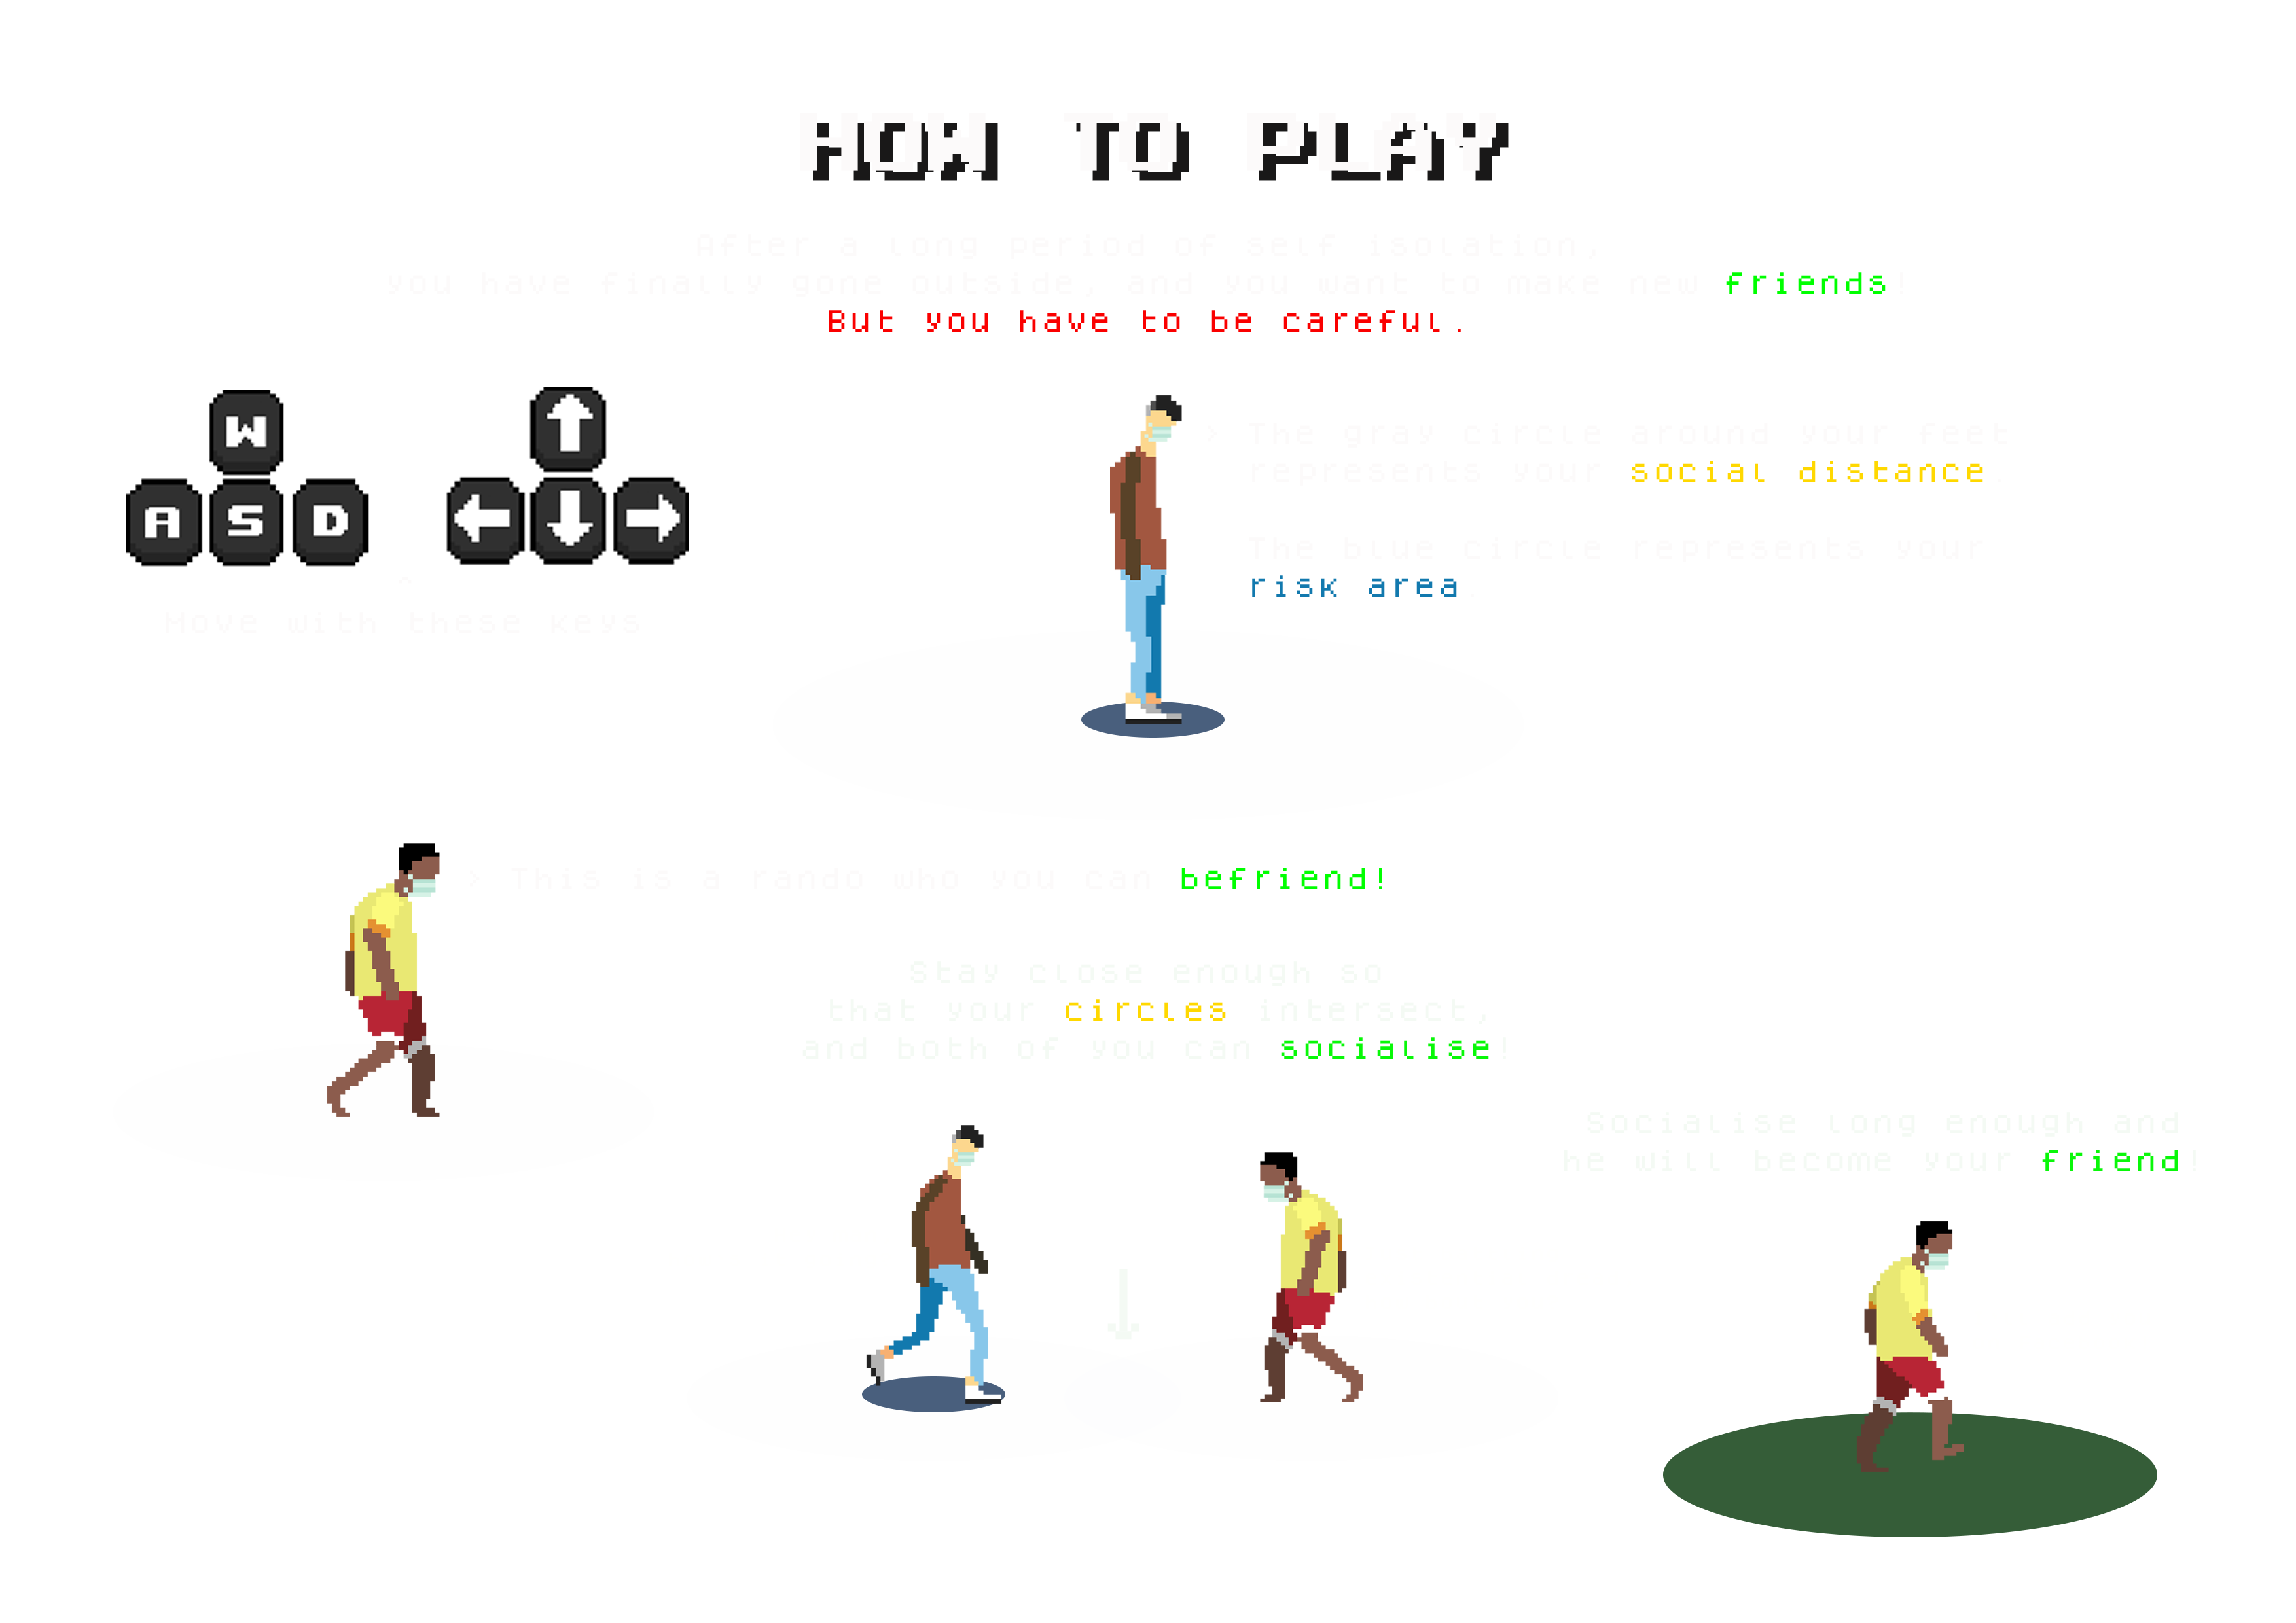 HOW TO PLAY
After a long period of self isolation,
you have finally gone outside, and you want to make new friends!
But you have to be careful.
W
A S D
^
Move with these keys
> The gray circle around your feet
represents your social distance
The blue circle represents your
risk area
> This is a rando who you can befriend!
Stay close enough so
that your circles intersect,
and both of you can socialise!
Socialise long enough and
he will become your friend!